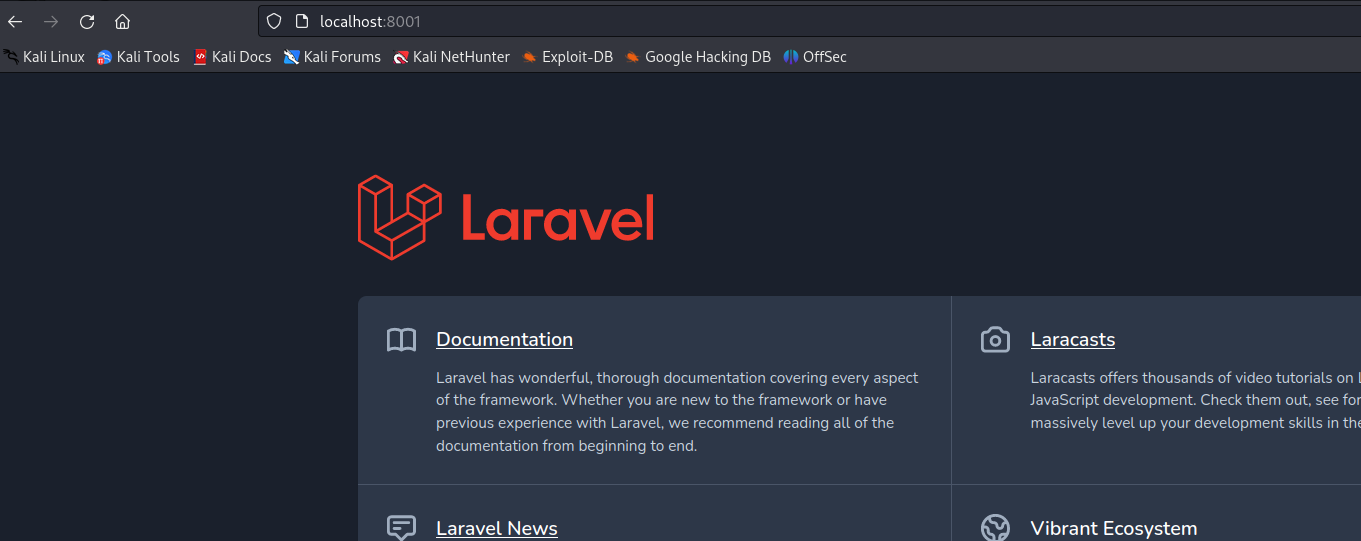 localhost:8001
Kali Linux Kali Tools Kali Docs Kali Forums Kali NetHunter Exploit-DB Google Hacking DB OffSec
Laravel
Documentation
Laravel has wonderful, thorough documentation covering every aspect
of the framework. Whether you are new to the framework or have
previous experience with Laravel, we recommend reading all of the
documentation from beginning to end.
Laracasts
Laracasts offers thousands of video tutorials on
JavaScript development. Check them out, see for
massively level up your development skills in the
Laravel News
Vibrant Ecosystem